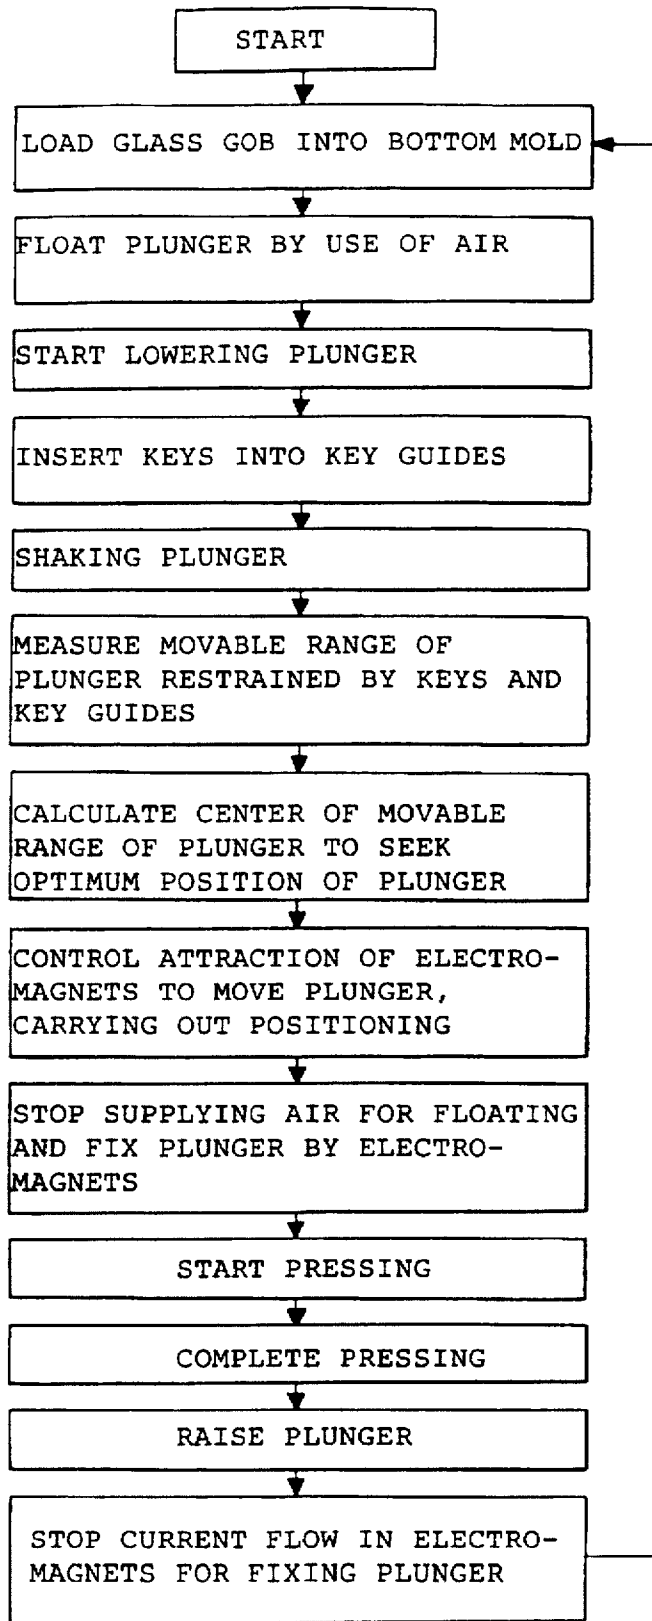 START
LOAD GLASS GOB INTO BOTTOM MOLD
FLOAT PLUNGER BY USE OF AIR
START LOWERING PLUNGER
INSERT KEYS INTO KEY GUIDES
SHAKING PLUNGER
MEASURE MOVABLE RANGE OF
PLUNGER RESTRAINED BY KEYS AND
KEY GUIDES
CALCULATE CENTER OF MOVABLE
RANGE OF PLUNGER TO SEEK
OPTIMUM POSITION OF PLUNGER
CONTROL ATTRACTION OF ELECTRO-
MAGNETS TO MOVE PLUNGER,
CARRYING OUT POSITIONING
STOP SUPPLYING AIR FOR FLOATING
AND FIX PLUNGER BY ELECTRO-
MAGNETS
START PRESSING
COMPLETE PRESSING
RAISE PLUNGER
STOP CURRENT FLOW IN ELECTRO-
MAGNETS FOR FIXING PLUNGER